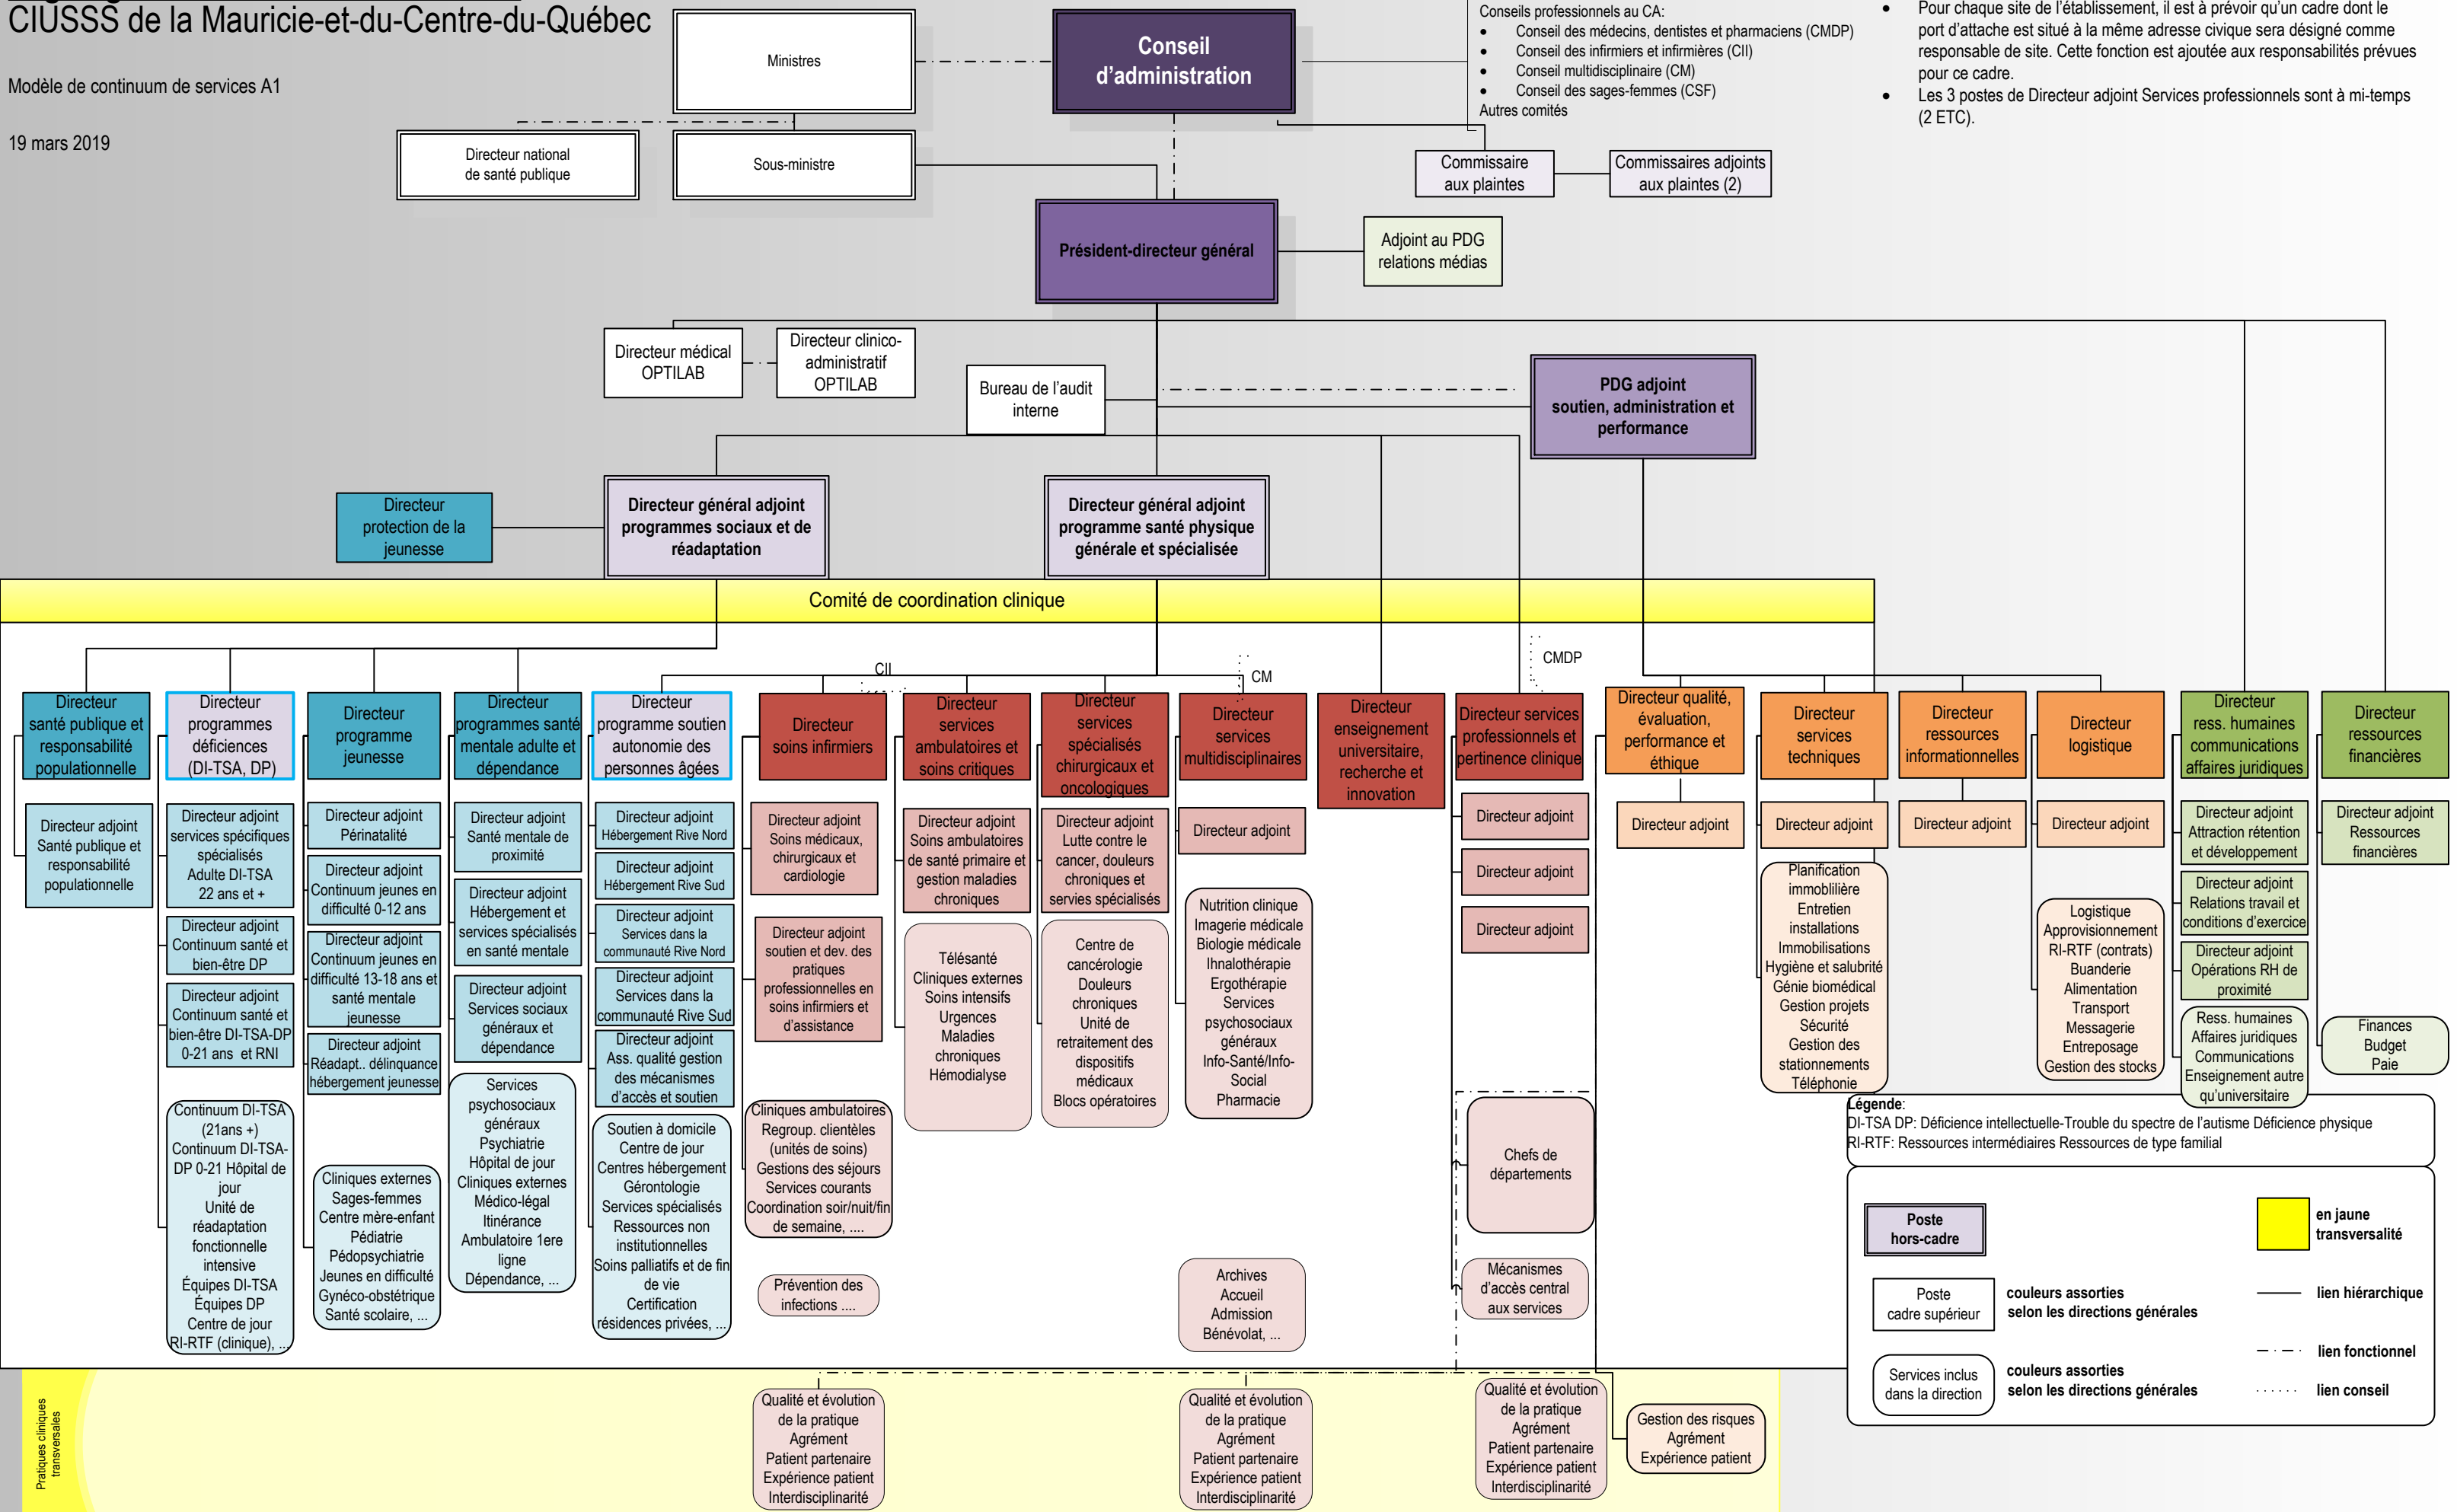 CIUSSS de la Mauricie-et-du-Centre-du-Québec
Modèle de continuum de services A1
19 mars 2019
Ministres
Conseil
d'administration
Conseils professionnels au CA:
• Conseil des médecins, dentistes et pharmaciens (CMDP)
• Conseil des infirmiers et infirmières (CII)
• Conseil multidisciplinaire (CM)
• Conseil des sages-femmes (CSF)
Autres comités
• Pour chaque site de l'établissement, il est à prévoir qu'un cadre dont le
port d'attache est situé à la même adresse civique sera désigné comme
responsable de site. Cette fonction est ajoutée aux responsabilités prévues
pour ce cadre.
• Les 3 postes de Directeur adjoint Services professionnels sont à mi-temps
(2 ETC).
Directeur national
de santé publique
Sous-ministre
Commissaire
aux plaintes
Commissaires adjoints
aux plaintes (2)
Président-directeur général
Adjoint au PDG
relations médias
Directeur médical
OPTILAB
Directeur clinico-
administratif
OPTILAB
Bureau de l'audit
interne
PDG adjoint
soutien, administration et
performance
Directeur
protection de la
jeunesse
Directeur général adjoint
programmes sociaux et de
réadaptation
Directeur général adjoint
programme santé physique
générale et spécialisée
Comité de coordination clinique
CII
CM
CMDP
Directeur
santé publique et
responsabilité
populationnelle
Directeur
programmes
déficiences
(DI-TSA, DP)
Directeur
programme
jeunesse
Directeur
programmes santé
mentale adulte et
dépendance
Directeur
programme soutien
autonomie des
personnes âgées
Directeur
soins infirmiers
Directeur
services
ambulatoires et
soins critiques
Directeur
services
spécialisés
chirurgicaux et
oncologiques
Directeur
services
multidisciplinaires
Directeur
enseignement
universitaire,
recherche et
innovation
Directeur services
professionnels et
pertinence clinique
Directeur qualité,
évaluation,
performance et
éthique
Directeur
services
techniques
Directeur
ressources
informationnelles
Directeur
logistique
Directeur
ress. humaines
communications
affaires juridiques
Directeur
ressources
financières
Directeur adjoint
Santé publique et
responsabilité
populationnelle
Directeur adjoint
services spécifiques
spécialisés
Adulte DI-TSA
22 ans et +
Directeur adjoint
Continuum santé et
bien-être DP
Directeur adjoint
Continuum santé et
bien-être DI-TSA-DP
0-21 ans et RNI
Continuum DI-TSA
(21ans +)
Continuum DI-TSA-
DP 0-21 Hôpital de
jour
Unité de
réadaptation
fonctionnelle
intensive
Équipes DI-TSA
Équipes DP
Centre de jour
RI-RTF (clinique), ...
Directeur adjoint
Périnatalité
Directeur adjoint
Continuum jeunes en
difficulté 0-12 ans
Directeur adjoint
Continuum jeunes en
difficulté 13-18 ans et
santé mentale
jeunesse
Directeur adjoint
Réadapt.. délinquance
hébergement jeunesse
Cliniques externes
Sages-femmes
Centre mère-enfant
Pédiatrie
Pédopsychiatrie
Jeunes en difficulté
Gynéco-obstétrique
Santé scolaire, ...
Directeur adjoint
Santé mentale de
proximité
Directeur adjoint
Hébergement et
services spécialisés
en santé mentale
Directeur adjoint
Services sociaux
généraux et
dépendance
Services
psychosociaux
généraux
Psychiatrie
Hôpital de jour
Cliniques externes
Médico-légal
Itinérance
Ambulatoire 1ere
ligne
Dépendance, ...
Directeur adjoint
Hébergement Rive Nord
Directeur adjoint
Hébergement Rive Sud
Directeur adjoint
Services dans la
communauté Rive Nord
Directeur adjoint
Services dans la
communauté Rive Sud
Directeur adjoint
Ass. qualité gestion
des mécanismes
d'accès et soutien
Soutien à domicile
Centre de jour
Centres hébergement
Gérontologie
Services spécialisés
Ressources non
institutionnelles
Soins palliatifs et de fin
de vie
Certification
résidences privées, ...
Directeur adjoint
Soins médicaux,
chirurgicaux et
cardiologie
Directeur adjoint
soutien et dev. des
pratiques
professionnelles en
soins infirmiers et
d'assistance
Cliniques ambulatoires
Regroup. clientèles
(unités de soins)
Gestions des séjours
Services courants
Coordination soir/nuit/fin
de semaine, ....
Prévention des
infections ....
Directeur adjoint
Soins ambulatoires
de santé primaire et
gestion maladies
chroniques
Télésanté
Cliniques externes
Soins intensifs
Urgences
Maladies
chroniques
Hémodialyse
Directeur adjoint
Lutte contre le
cancer, douleurs
chroniques et
servies spécialisés
Centre de
cancérologie
Douleurs
chroniques
Unité de
retraitement des
dispositifs
médicaux
Blocs opératoires
Directeur adjoint
Nutrition clinique
Imagerie médicale
Biologie médicale
Ihnalothérapie
Ergothérapie
Services
psychosociaux
généraux
Info-Santé/Info-
Social
Pharmacie
Archives
Accueil
Admission
Bénévolat, ...
Directeur adjoint
Directeur adjoint
Directeur adjoint
Chefs de
départements
Mécanismes
d'accès central
aux services
Directeur adjoint
Directeur adjoint
Planification
immoblilière
Entretien
installations
Immobilisations
Hygiène et salubrité
Génie biomédical
Gestion projets
Sécurité
Gestion des
stationnements
Téléphonie
Directeur adjoint
Directeur adjoint
Logistique
Approvisionnement
RI-RTF (contrats)
Buanderie
Alimentation
Transport
Messagerie
Entreposage
Gestion des stocks
Directeur adjoint
Attraction rétention
et développement
Directeur adjoint
Relations travail et
conditions d'exercice
Directeur adjoint
Opérations RH de
proximité
Ress. humaines
Affaires juridiques
Communications
Enseignement autre
qu'universitaire
Directeur adjoint
Ressources
financières
Finances
Budget
Paie
Légende:
DI-TSA DP: Déficience intellectuelle-Trouble du spectre de l'autisme Déficience physique
RI-RTF: Ressources intermédiaires Ressources de type familial
Poste
hors-cadre
en jaune
transversalité
Poste
cadre supérieur
couleurs assorties
selon les directions générales
lien hiérarchique
lien fonctionnel
Services inclus
dans la direction
couleurs assorties
selon les directions générales
lien conseil
Pratiques cliniques
transversales
Qualité et évolution
de la pratique
Agrément
Patient partenaire
Expérience patient
Interdisciplinarité
Qualité et évolution
de la pratique
Agrément
Patient partenaire
Expérience patient
Interdisciplinarité
Qualité et évolution
de la pratique
Agrément
Patient partenaire
Expérience patient
Interdisciplinarité
Gestion des risques
Agrément
Expérience patient